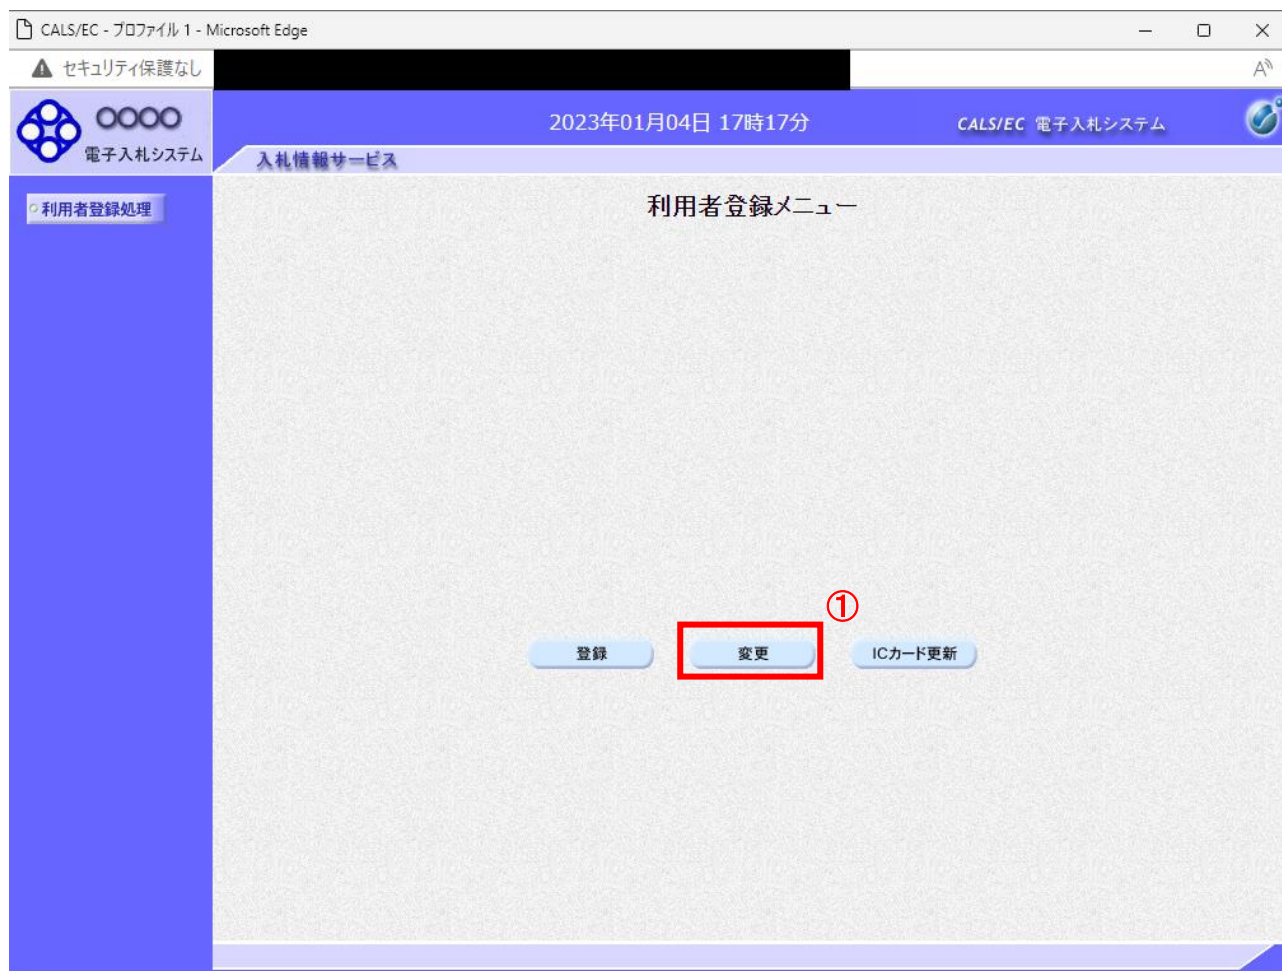 CALS/EC - プロファイル 1 - Microsoft Edge
セキュリティ保護なし
〇〇〇〇
電子入札システム
2023年01月04日 17時17分
CALS/EC 電子入札システム
入札情報サービス
利用者登録処理
利用者登録メニュー
①
登録
変更
ICカード更新